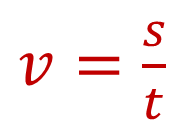 v = s/t